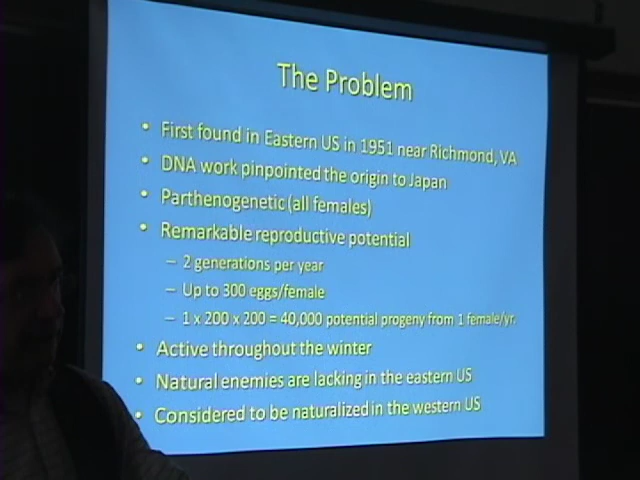 The Problem
• First found in Eastern US in 1951 near Richmond, VA
• DNA work pinpointed the origin to Japan
• Parthenogenetic (all females)
• Remarkable reproductive potential
– 2 generations per year
– Up to 300 eggs/female
– 1 x 200 x 200 = 40,000 potential progeny from 1 female/yr.
• Active throughout the winter
• Natural enemies are lacking in the eastern US
• Considered to be naturalized in the western US